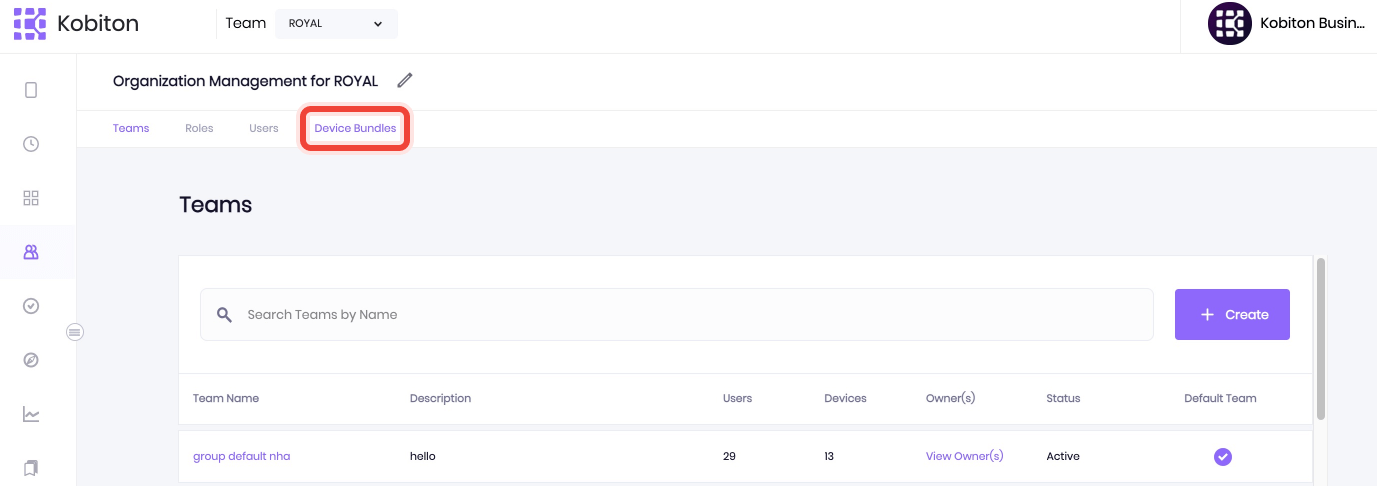 Kobiton
Team
ROYAL
Kobiton Busin...
Organization Management for ROYAL
Teams
Roles
Users
Device Bundles
Teams
Search Teams by Name
Create
Team Name
Description
Users
Devices
Owner(s)
Status
Default Team
group default nha
hello
29
13
View Owner(s)
Active